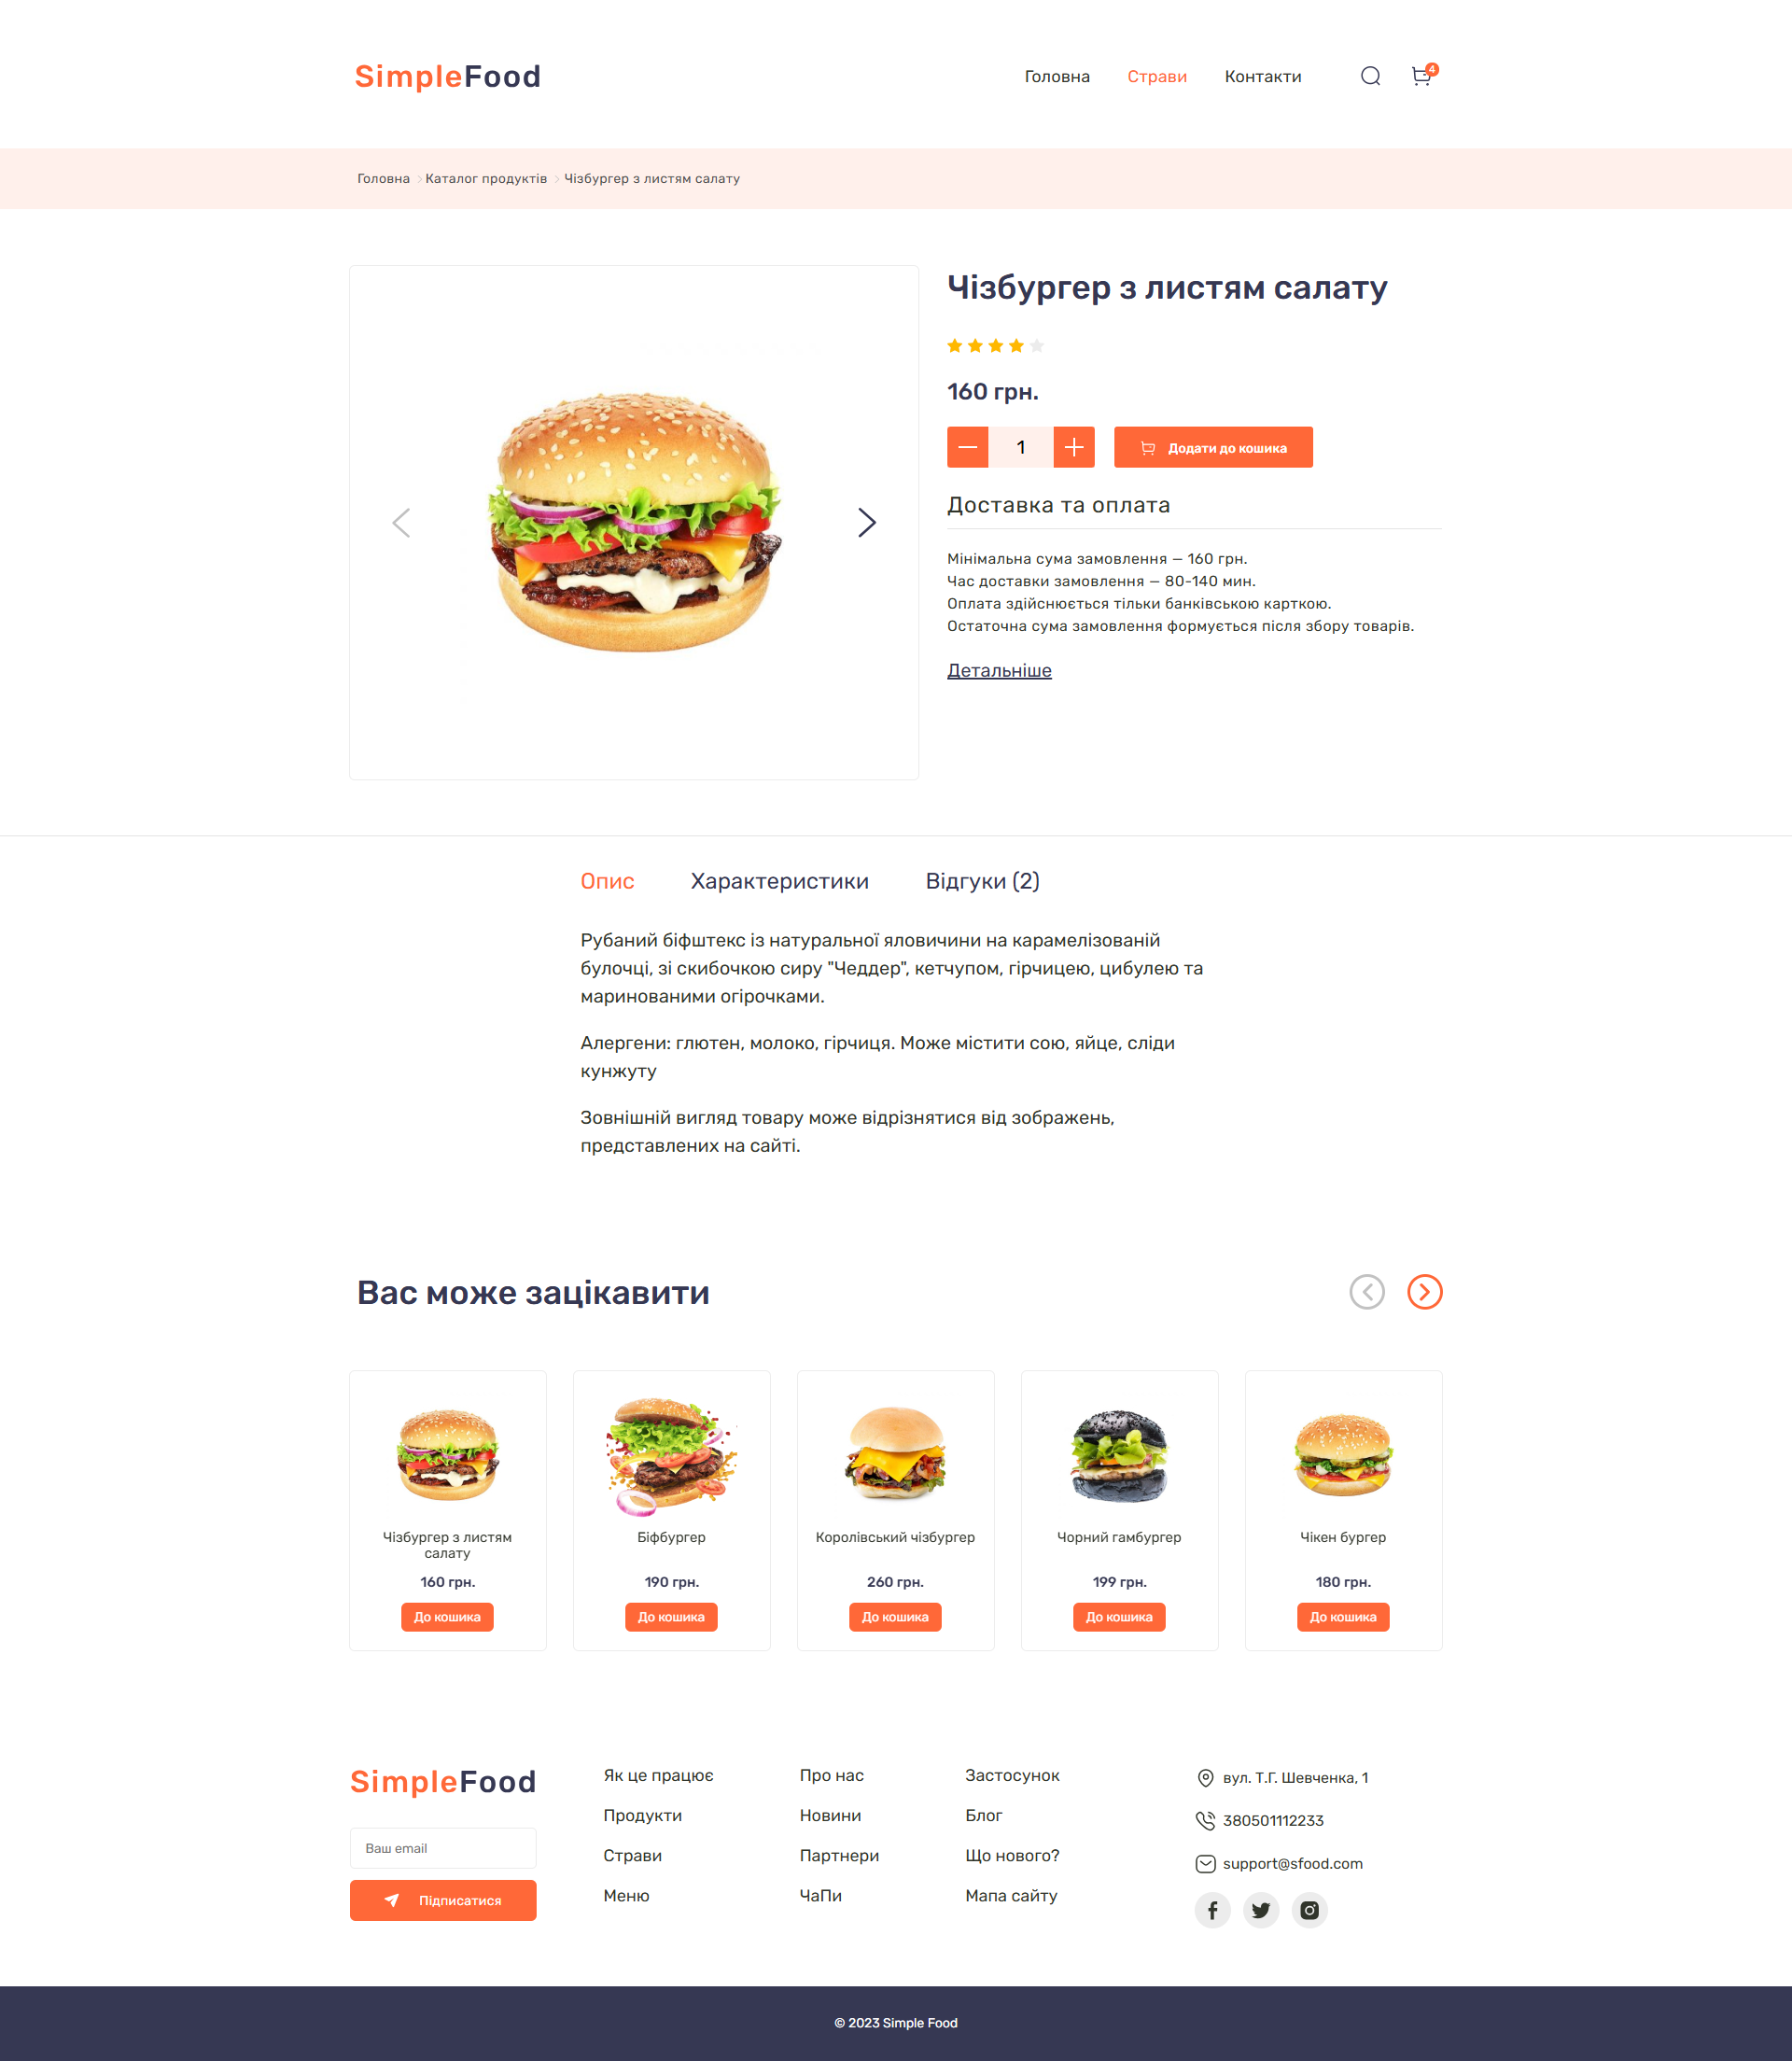 SimpleFood
Головна Страви Контакти 4
Головна Каталог продуктів Чізбургер з листям салату
Чізбургер з листям салату
160 грн.
1 Додати до кошика
Доставка та оплата
Мінімальна сума замовлення — 160 грн.
Час доставки замовлення — 80-140 мин.
Оплата здійснюється тільки банківською карткою.
Остаточна сума замовлення формується після збору товарів.
Детальніше
Опис Характеристики Відгуки (2)
Рубаний біфштекс із натуральної яловичини на карамелізованій
булочці, зі скибочкою сиру "Чеддер", кетчупом, гірчицею, цибулею та
маринованими огірочками.
Алергени: глютен, молоко, гірчиця. Може містити сою, яйце, сліди
кунжуту
Зовнішній вигляд товару може відрізнятися від зображень,
представлених на сайті.
Вас може зацікавити
Чізбургер з листям
салату
160 грн.
До кошика
Біфбургер
190 грн.
До кошика
Королівський чізбургер
260 грн.
До кошика
Чорний гамбургер
199 грн.
До кошика
Чікен бургер
180 грн.
До кошика
SimpleFood
Ваш email
Підписатися
Як це працює
Продукти
Страви
Меню
Про нас
Новини
Партнери
ЧаПи
Застосунок
Блог
Що нового?
Мапа сайту
вул. Т.Г. Шевченка, 1
380501112233
support@sfood.com
© 2023 Simple Food